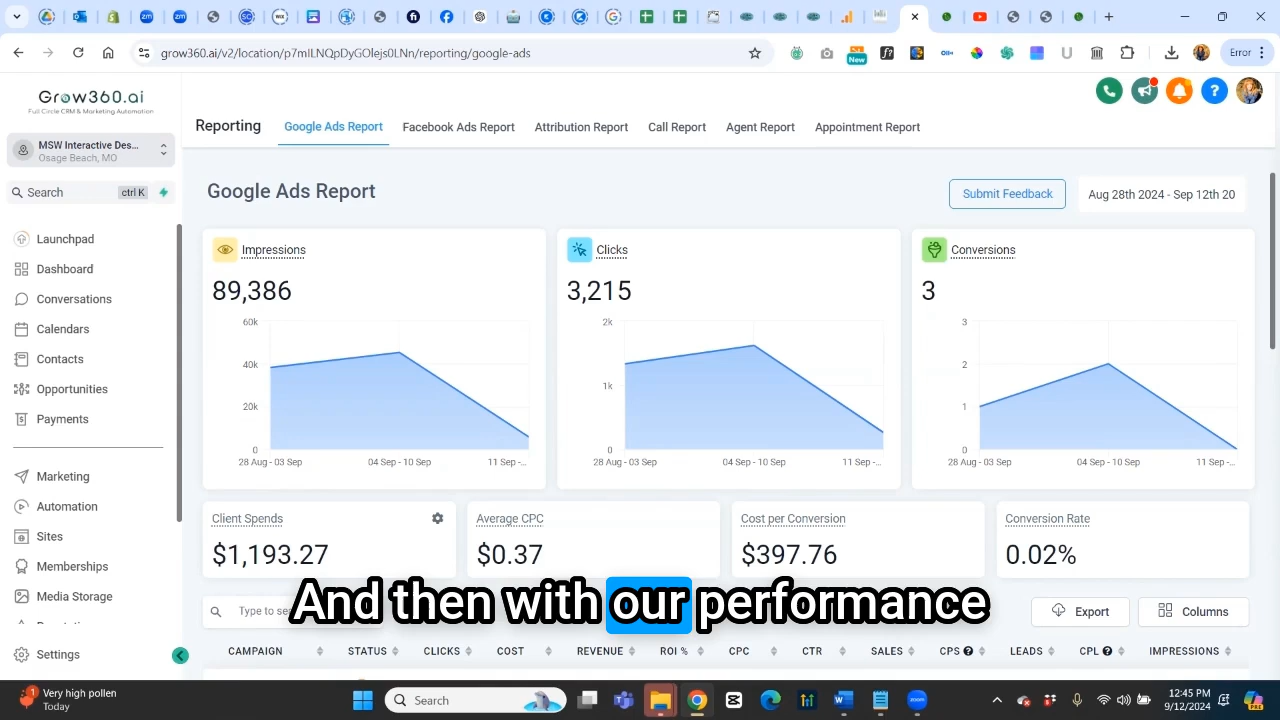 grow360.ai/v2/location/p7mlLNQpDyGOlejs0LNn/reporting/google-ads
New
Error
Grow360.ai
Full Circle CRM & Marketing Automation
MSW Interactive Des...
Osage Beach, MO
Search
ctrl K
Launchpad
Dashboard
Conversations
Calendars
Contacts
Opportunities
Payments
Marketing
Automation
Sites
Memberships
Media Storage
Settings
Reporting
Google Ads Report
Facebook Ads Report
Attribution Report
Call Report
Agent Report
Appointment Report
Google Ads Report
Submit Feedback
Aug 28th 2024 - Sep 12th 20
Impressions
89,386
60k
40k
20k
0
28 Aug - 03 Sep
04 Sep - 10 Sep
11 Sep -...
Clicks
3,215
2k
1k
0
28 Aug - 03 Sep
04 Sep - 10 Sep
11 Sep -...
Conversions
3
3
2
1
0
28 Aug - 03 Sep
04 Sep - 10 Sep
11 Sep -...
Client Spends
$1,193.27
Average CPC
$0.37
Cost per Conversion
$397.76
Conversion Rate
0.02%
And then with our performance
Type to
Export
Columns
CAMPAIGN
STATUS
CLICKS
COST
REVENUE
ROI %
CPC
CTR
SALES
CPS
LEADS
CPL
IMPRESSIONS
1
Very high pollen
Today
Search
12:45 PM
9/12/2024